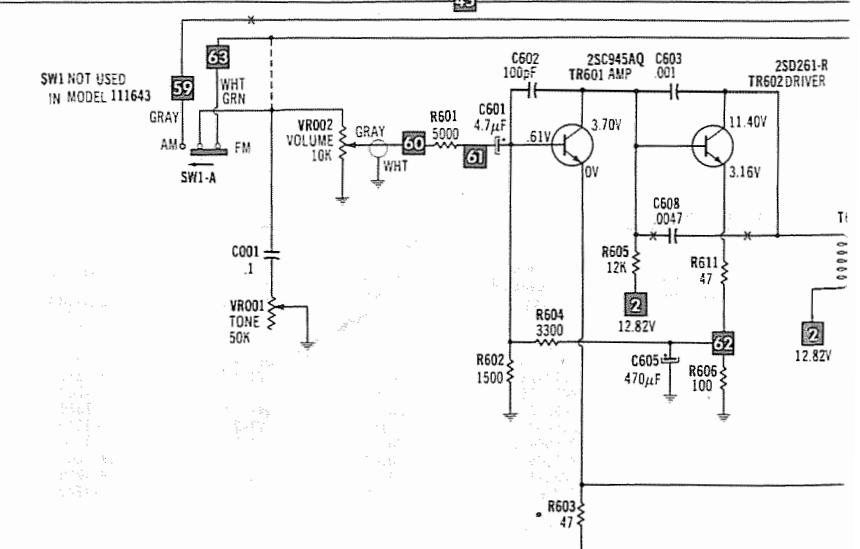 45
SW1 NOT USED
IN MODEL 111643
59
63
WHT
GRN
GRAY
AM
FM
SW1-A
VR002
VOLUME
10K
GRAY
WHT
60
R601
5000
61
C601
4.7µF
C602
100pF
2SC945AQ
TR601 AMP
C603
.001
2SD261-R
TR602 DRIVER
.61V
3.70V
0V
11.40V
3.16V
C608
.0047
C001
.1
VR001
TONE
50K
R605
12K
2
12.82V
R611
47
2
12.82V
R604
3300
62
R602
1500
C605
470µF
R606
100
R603
47